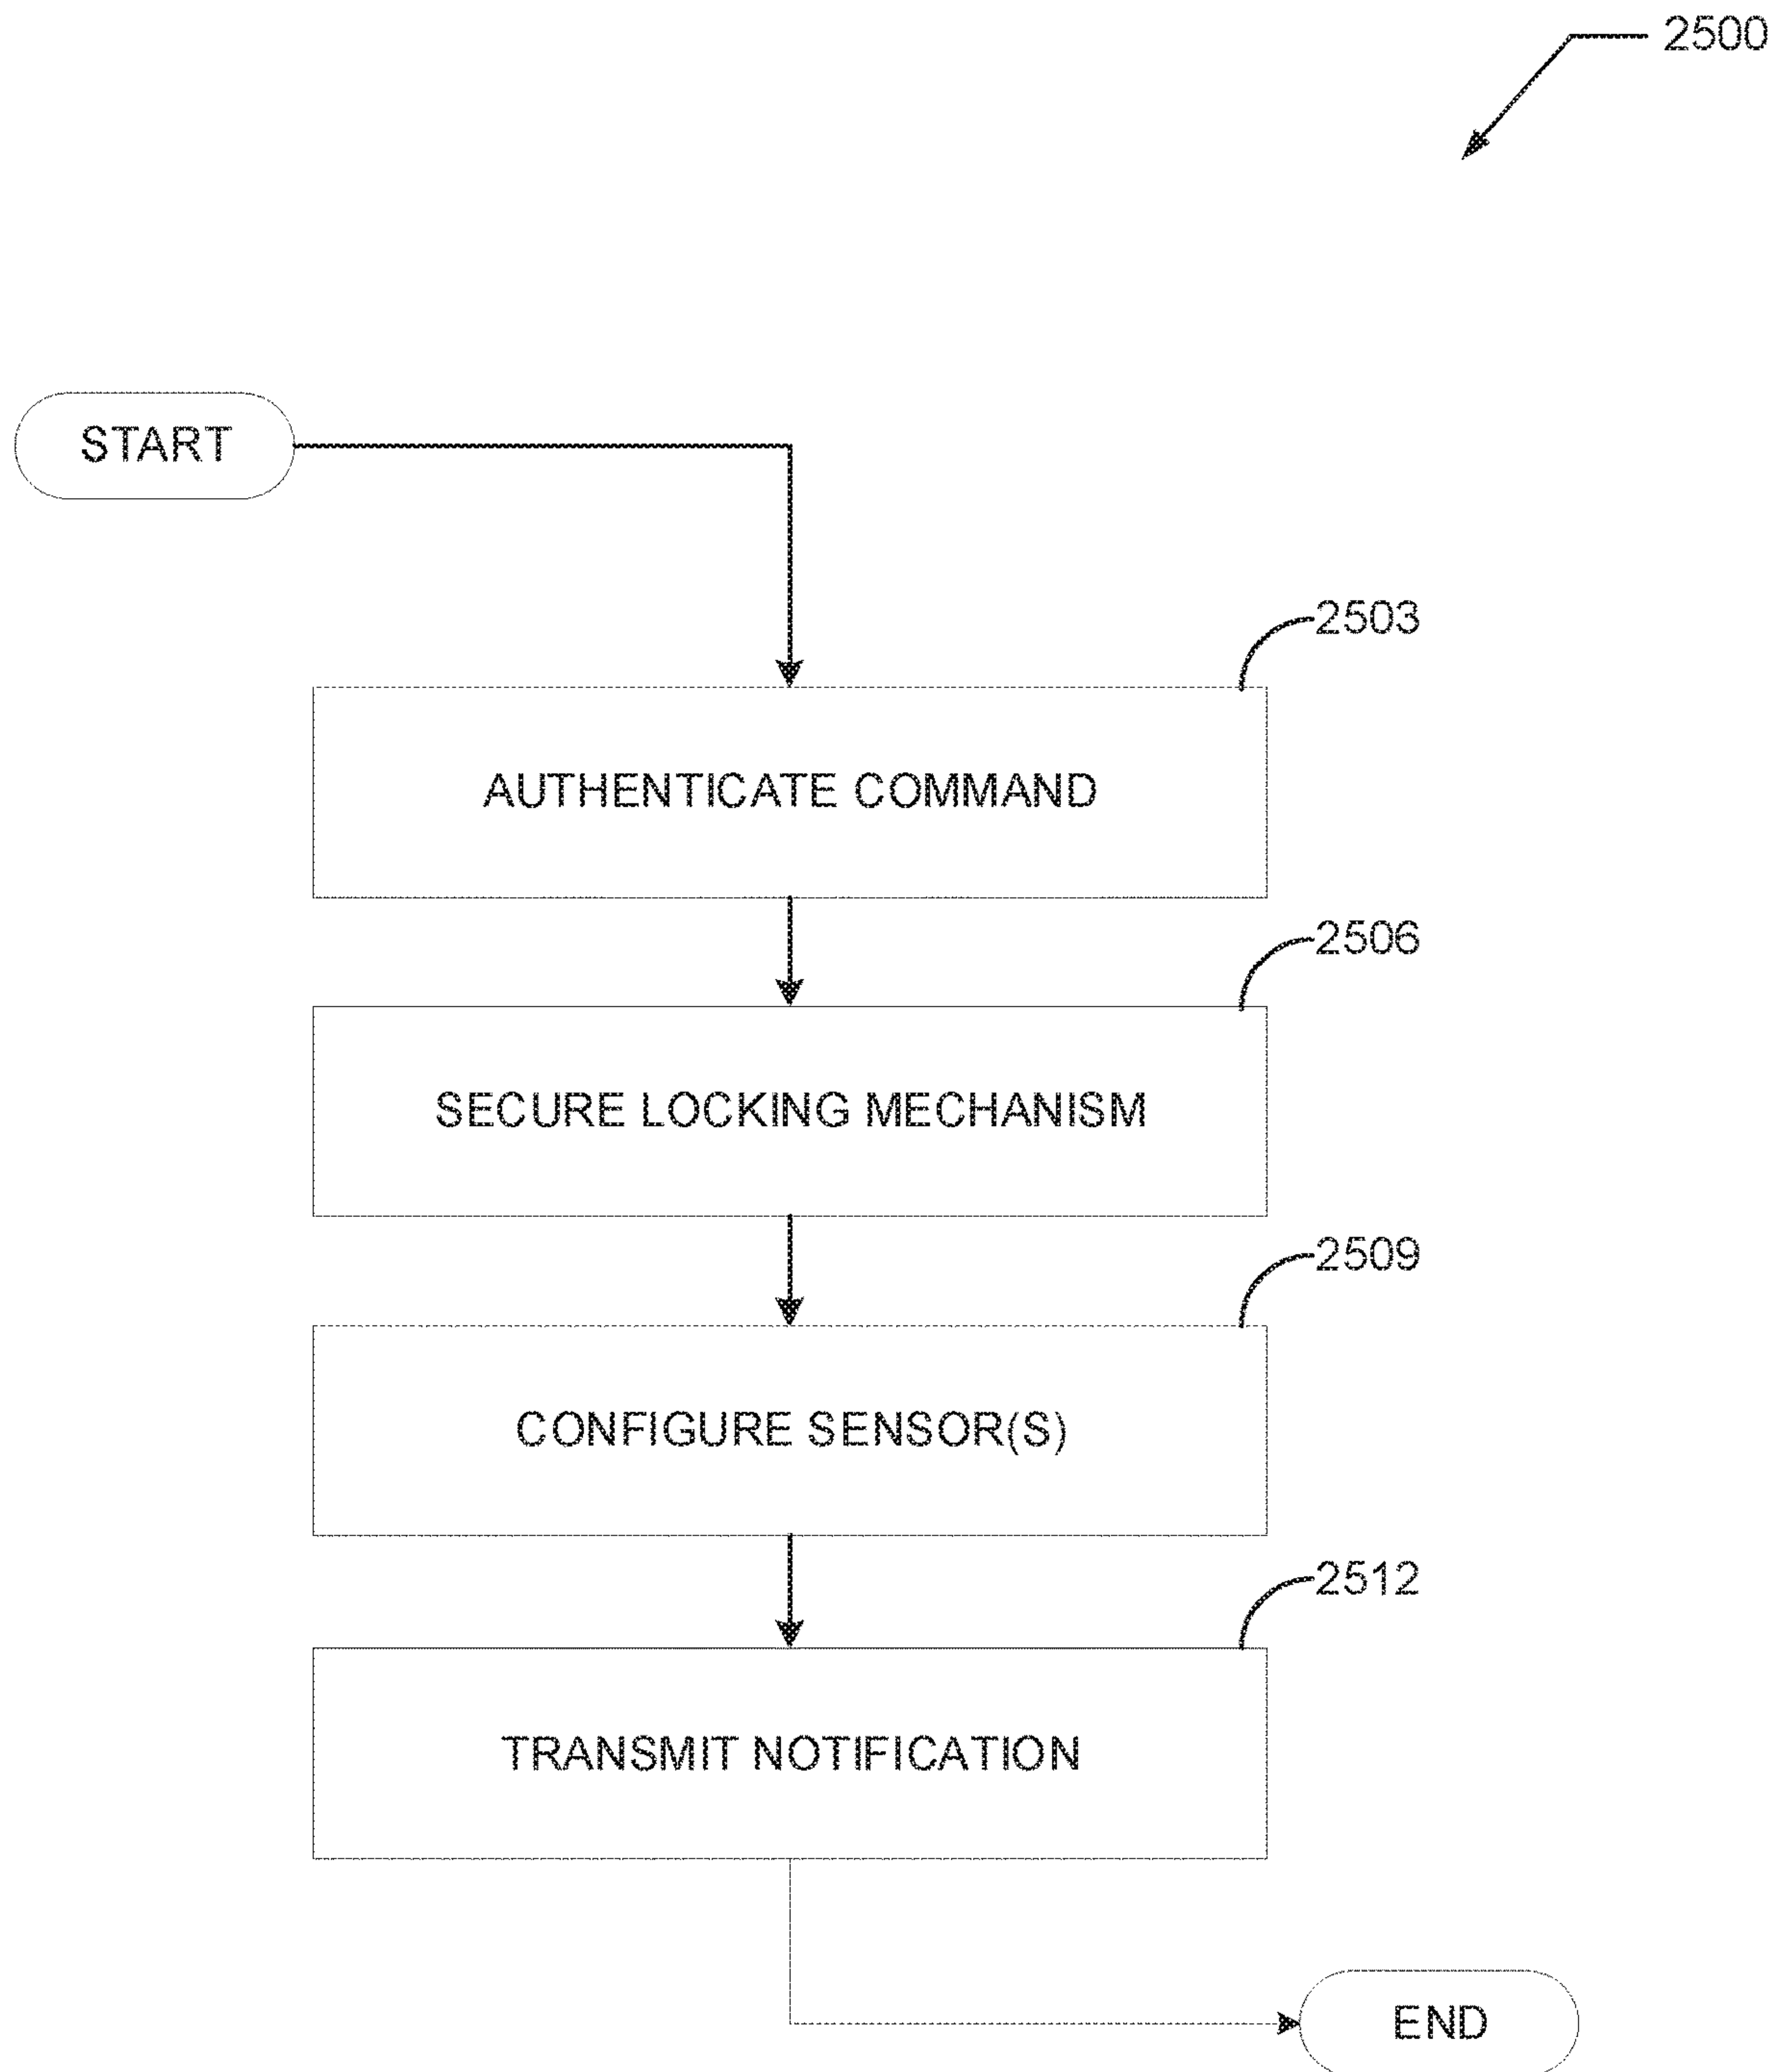 2500
START
2503
AUTHENTICATE COMMAND
2506
SECURE LOCKING MECHANISM
2509
CONFIGURE SENSOR(S)
2512
TRANSMIT NOTIFICATION
END